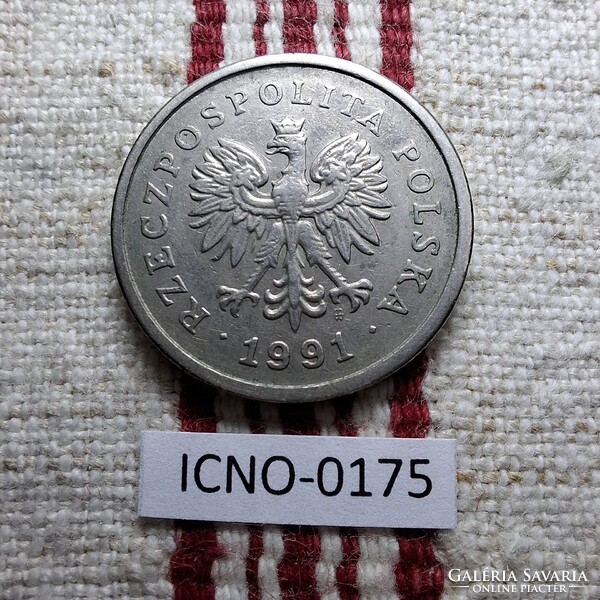 RZECZPOSPOLITA POLSKA
· 1991 ·
ICNO-0175
GALÉRIA SAVARIA
ONLINE PIACTÉR